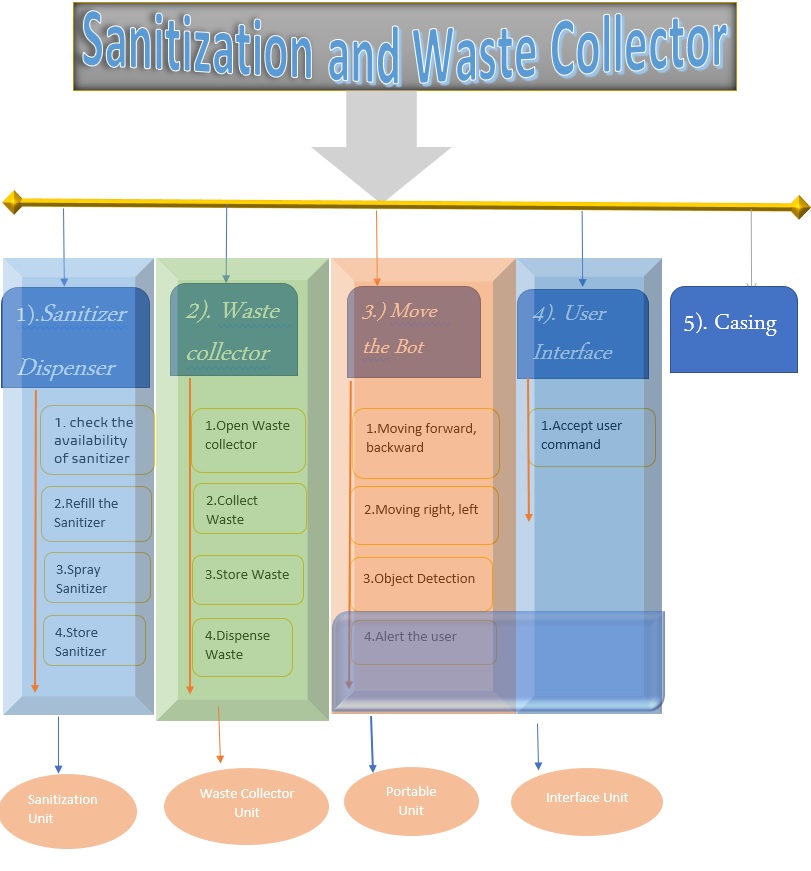 Sanitization and Waste Collector
1).Sanitizer
Dispenser
1. check the
availability
of sanitizer
2.Refill the
Sanitizer
3.Spray
Sanitizer
4.Store
Sanitizer
Sanitization
Unit
2). Waste
collector
1.Open Waste
collector
2.Collect
Waste
3.Store Waste
4.Dispense
Waste
Waste Collector
Unit
3.) Move
the Bot
1.Moving forward,
backward
2.Moving right, left
3.Object Detection
4.Alert the user
Portable
Unit
4). User
Interface
1.Accept user
command
Interface Unit
5). Casing